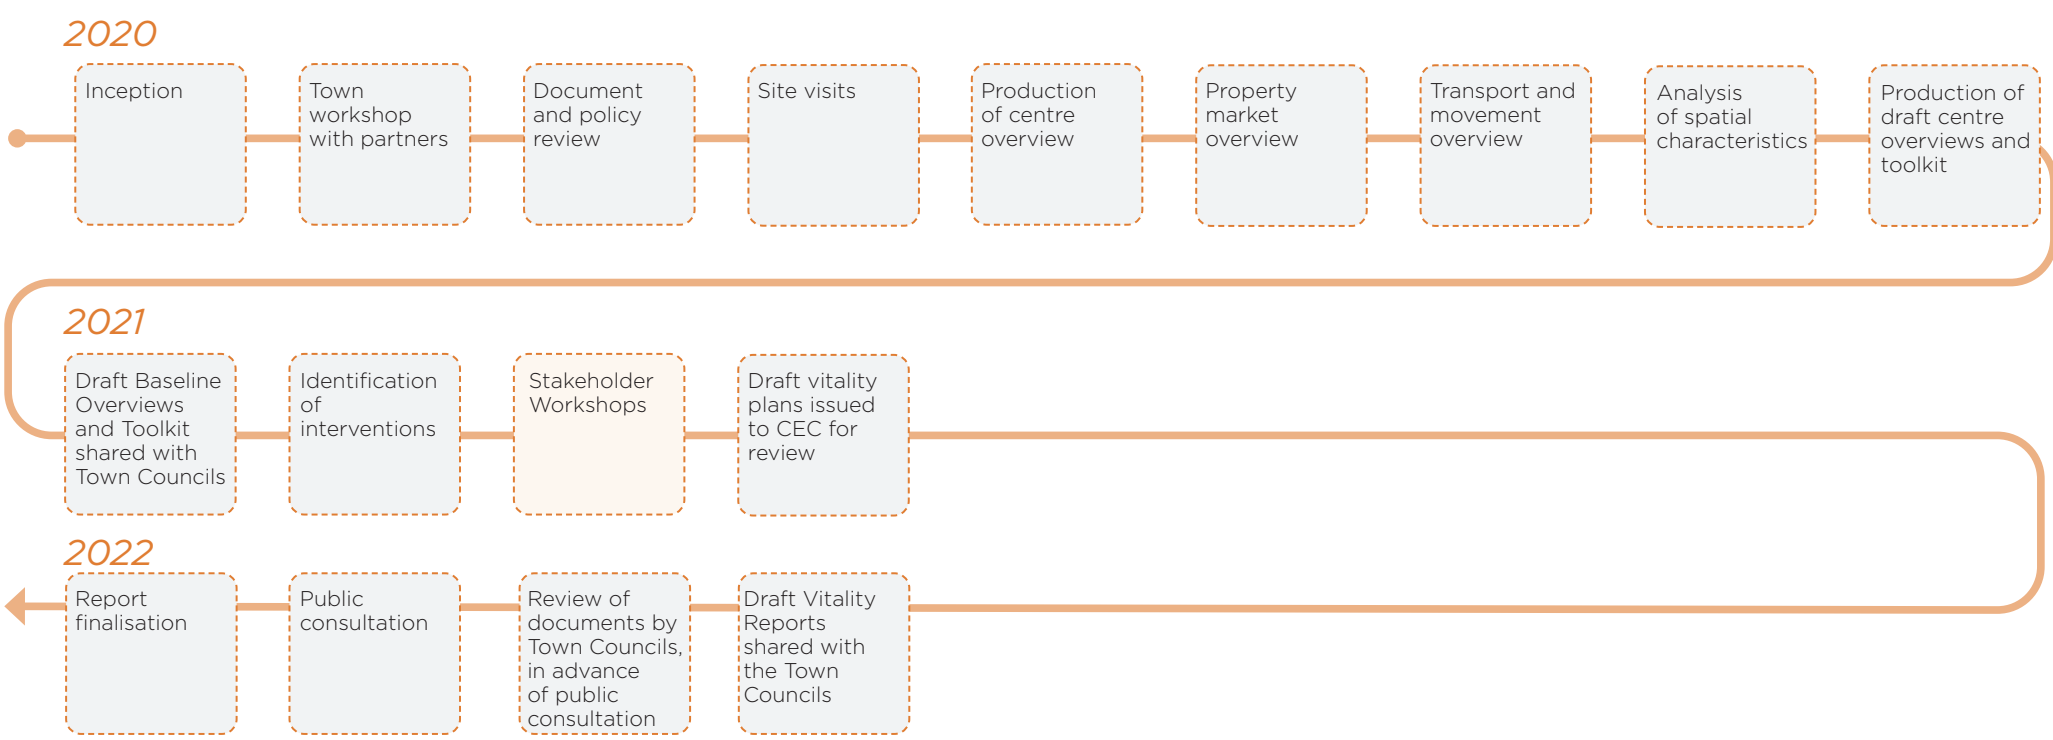 2020
Inception
Town
workshop
with partners
Document
and policy
review
Site visits
Production
of centre
overview
Property
market
overview
Transport and
movement
overview
Analysis
of spatial
characteristics
Production of
draft centre
overviews and
toolkit
2021
Draft Baseline
Overviews
and Toolkit
shared with
Town Councils
Identification
of
interventions
Stakeholder
Workshops
Draft vitality
plans issued
to CEC for
review
2022
Report
finalisation
Public
consultation
Review of
documents by
Town Councils,
in advance
of public
consultation
Draft Vitality
Reports
shared with
the Town
Councils